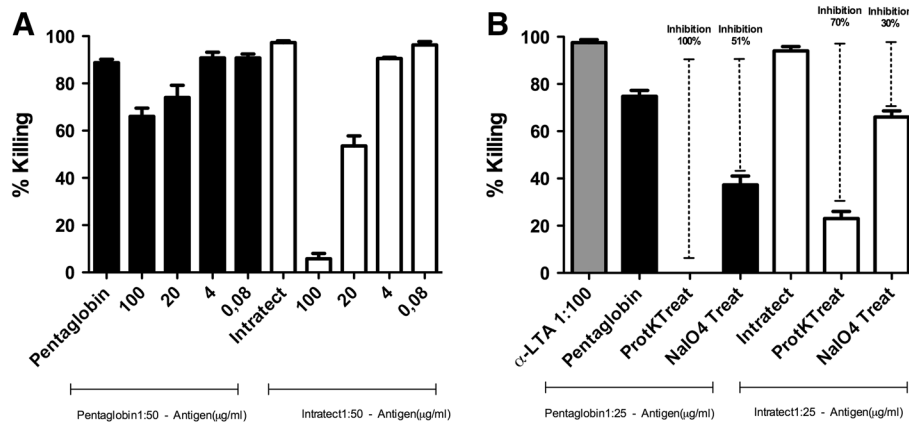 A
% Killing
100
80
60
40
20
0
Pentaglobin
100
20
4
0,08
Intratect
100
20
4
0,08
Pentaglobin1:50 - Antigen(μg/ml)
Intratect1:50 - Antigen(μg/ml)
B
% Killing
100
80
60
40
20
0
Inhibition
100%
Inhibition
51%
Inhibition
70%
Inhibition
30%
α-LTA 1:100
Pentaglobin
ProtKTreat
NaIO4 Treat
Intratect
ProtKTreat
NaIO4 Treat
Pentaglobin1:25 - Antigen(μg/ml)
Intratect1:25 - Antigen(μg/ml)